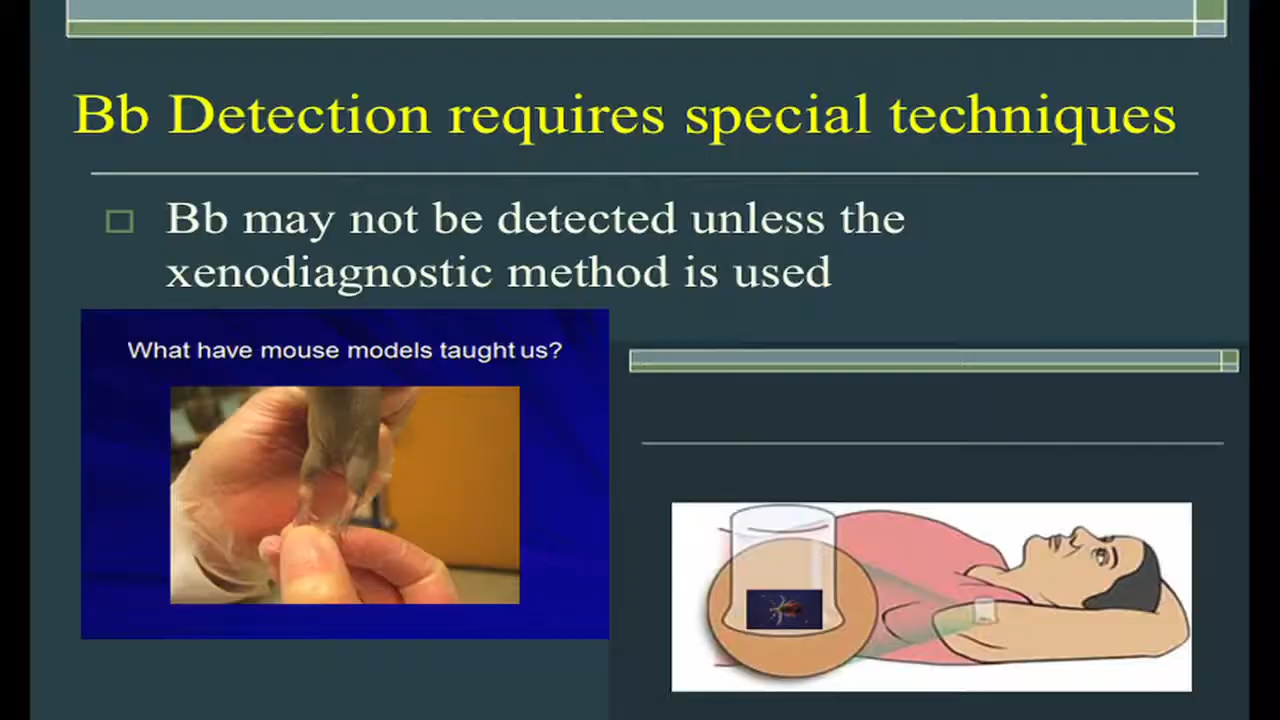 Bb Detection requires special techniques
Bb may not be detected unless the
xenodiagnostic method is used
What have mouse models taught us?